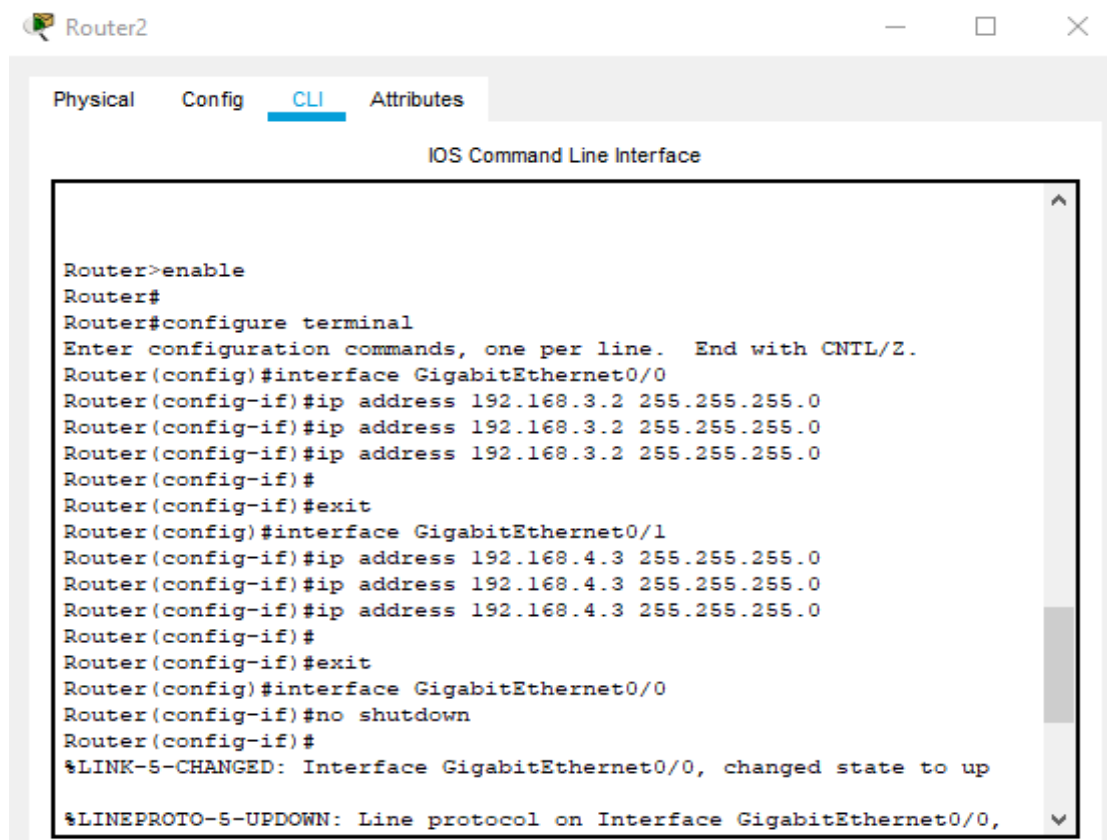 Router2
Physical Config CLI Attributes
IOS Command Line Interface
Router>enable
Router#
Router#configure terminal
Enter configuration commands, one per line.  End with CNTL/Z.
Router(config)#interface GigabitEthernet0/0
Router(config-if)#ip address 192.168.3.2 255.255.255.0
Router(config-if)#ip address 192.168.3.2 255.255.255.0
Router(config-if)#ip address 192.168.3.2 255.255.255.0
Router(config-if)#
Router(config-if)#exit
Router(config)#interface GigabitEthernet0/1
Router(config-if)#ip address 192.168.4.3 255.255.255.0
Router(config-if)#ip address 192.168.4.3 255.255.255.0
Router(config-if)#ip address 192.168.4.3 255.255.255.0
Router(config-if)#
Router(config-if)#exit
Router(config)#interface GigabitEthernet0/0
Router(config-if)#no shutdown
Router(config-if)#
%LINK-5-CHANGED: Interface GigabitEthernet0/0, changed state to up
%LINEPROTO-5-UPDOWN: Line protocol on Interface GigabitEthernet0/0,